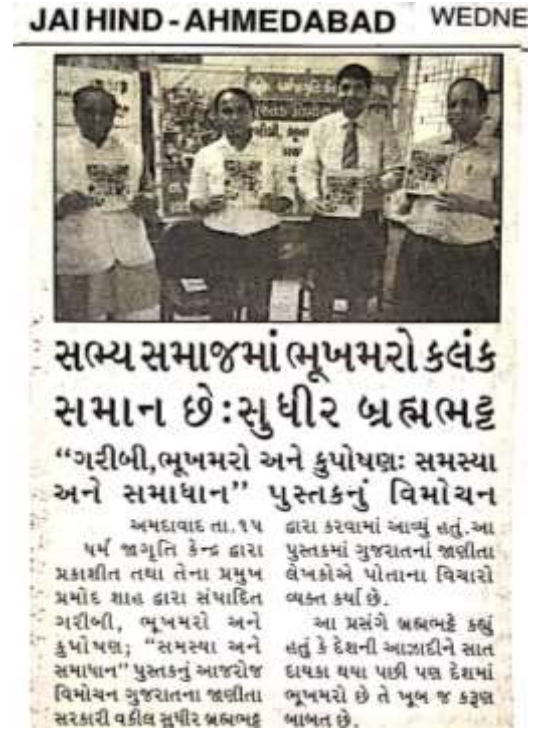 JAI HIND - AHMEDABAD WEDNE
સભ્ય સમાજમાં ભૂખમરો કલંક
સમાન છે : સુધીર બ્રહ્મભટ્ટ
“ગરીબી,ભૂખમરો અને કુપોષણઃ સમસ્યા
અને સમાધાન” પુસ્તકનું વિમોચન
અમદાવાદ તા.૧૫
ધર્મ જાગૃતિ કેન્દ્ર દ્વારા
પ્રકાશીત તથા તેના પ્રમુખ
પ્રમોદ શાહ દ્વારા સંપાદિત
ગરીબી, ભૂખમરો અને
કુપોષણ; “સમસ્યા અને
સમાધાન” પુસ્તકનું આજરોજ
વિમોચન ગુજરાતના જાણીતા
સરકારી વકીલ સુધીર બ્રહ્મભટ્ટ
દ્વારા કરવામાં આવ્યું હતું.આ
પુસ્તકમાં ગુજરાતનાં જાણીતા
લેખકોએ પોતાના વિચારો
વ્યક્ત કર્યા છે.
આ પ્રસંગે બ્રહ્મભટ્ટે કહ્યું
હતું કે દેશની આઝાદીને સાત
દાયકા થયા પછી પણ દેશમાં
ભૂખમરો છે તે ખૂબ જ કરૂણ
બાબત છે.